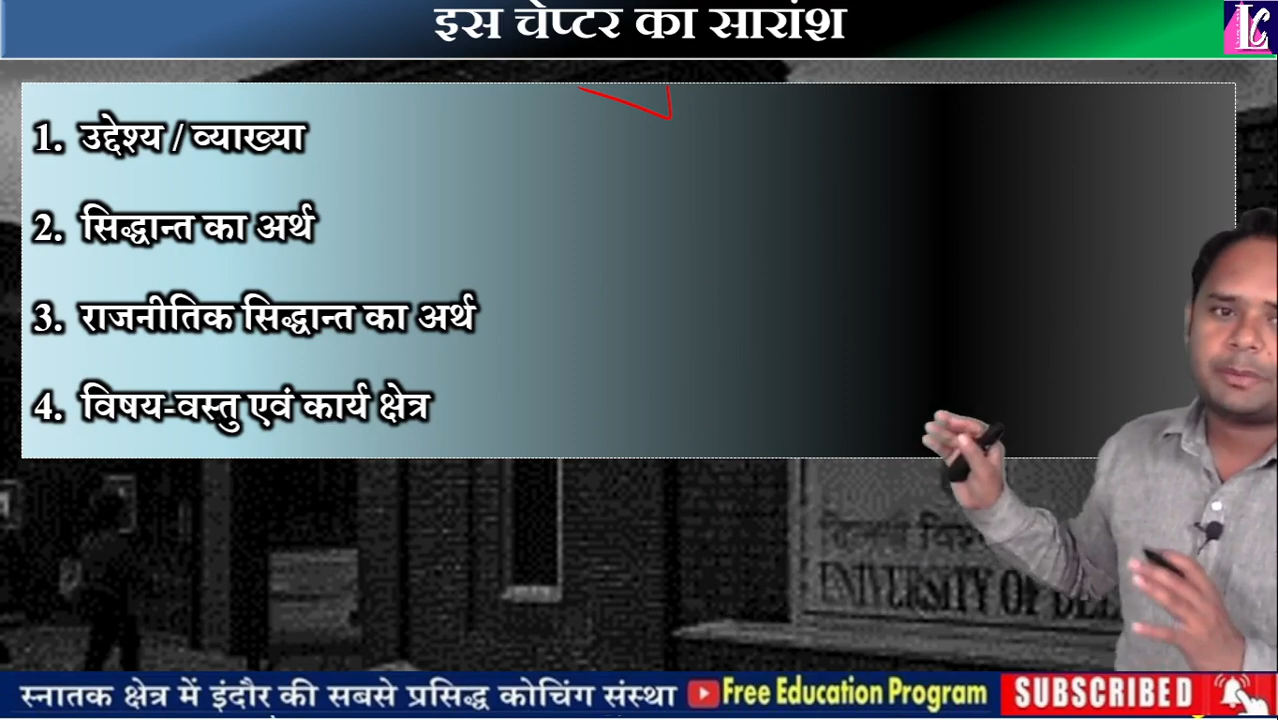 इस चेप्टर का सारांश
LC
1. उद्देश्य / व्याख्या
2. सिद्धान्त का अर्थ
3. राजनीतिक सिद्धान्त का अर्थ
4. विषय-वस्तु एवं कार्य क्षेत्र
UNIVERSITY OF
स्नातक क्षेत्र में इंदौर की सबसे प्रसिद्ध कोचिंग संस्था Free Education Program SUBSCRIBED